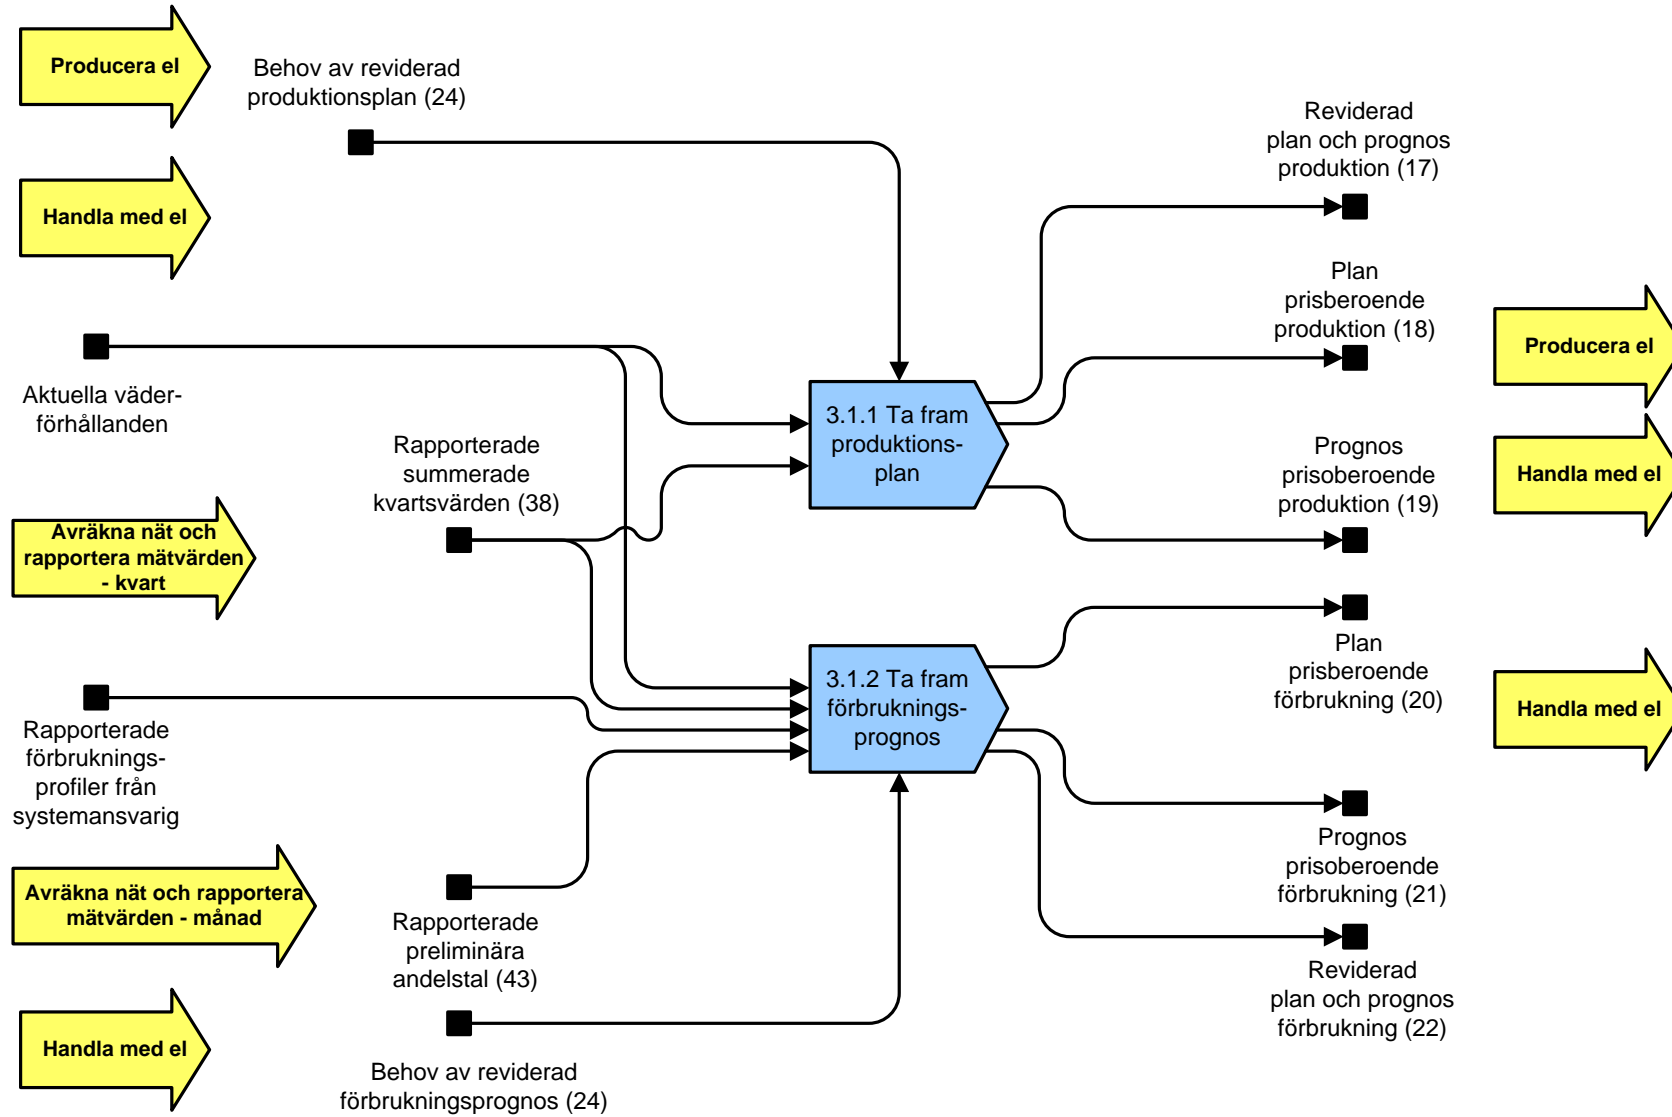 Producera el
Behov av reviderad
produktionsplan (24)
Handla med el
Aktuella väder-
förhållanden
Rapporterade
summerade
kvartsvärden (38)
Avräkna nät och
rapportera mätvärden
- kvart
Rapporterade
förbruknings-
profiler från
systemansvarig
Avräkna nät och rapportera
mätvärden - månad
Rapporterade
preliminära
andelstal (43)
Handla med el
Behov av reviderad
förbrukningsprognos (24)
3.1.1 Ta fram
produktions-
plan
3.1.2 Ta fram
förbruknings-
prognos
Reviderad
plan och prognos
produktion (17)
Plan
prisberoende
produktion (18)
Prognos
prisoberoende
produktion (19)
Plan
prisberoende
förbrukning (20)
Prognos
prisoberoende
förbrukning (21)
Reviderad
plan och prognos
förbrukning (22)
Producera el
Handla med el
Handla med el